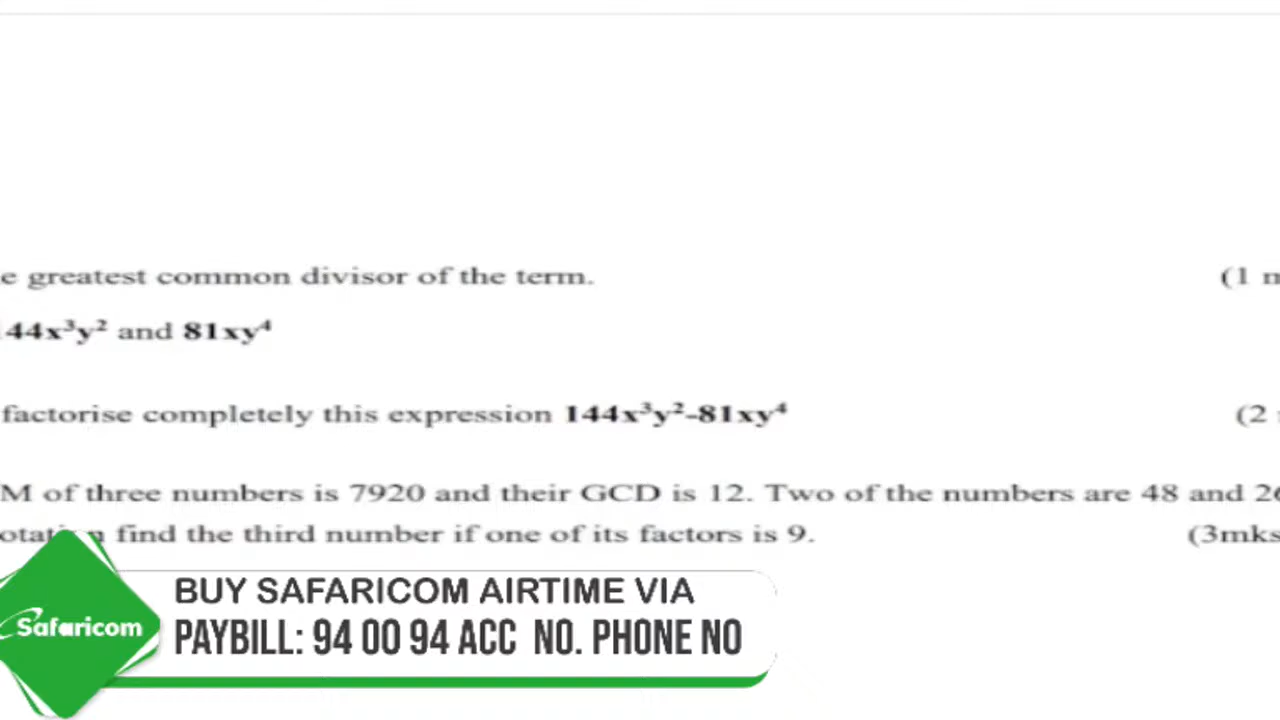 e greatest common divisor of the term. (1 m
144x³y² and 81xy⁴
factorise completely this expression 144x³y²-81xy⁴ (2
M of three numbers is 7920 and their GCD is 12. Two of the numbers are 48 and 26
otation find the third number if one of its factors is 9. (3mks
BUY SAFARICOM AIRTIME VIA
Safaricom
PAYBILL: 94 00 94 ACC NO. PHONE NO